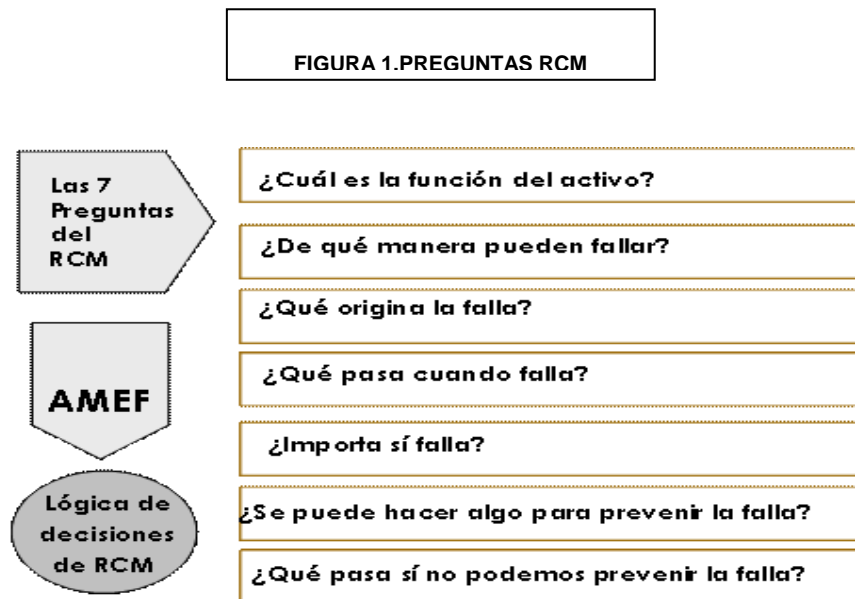 FIGURA 1.PREGUNTAS RCM
Las 7
Preguntas
del
RCM
¿Cuál es la función del activo?
¿De qué manera pueden fallar?
¿Qué origina la falla?
AMEF
¿Qué pasa cuando falla?
¿Importa sí falla?
Lógica de
decisiones
de RCM
¿Se puede hacer algo para prevenir la falla?
¿Qué pasa sí no podemos prevenir la falla?